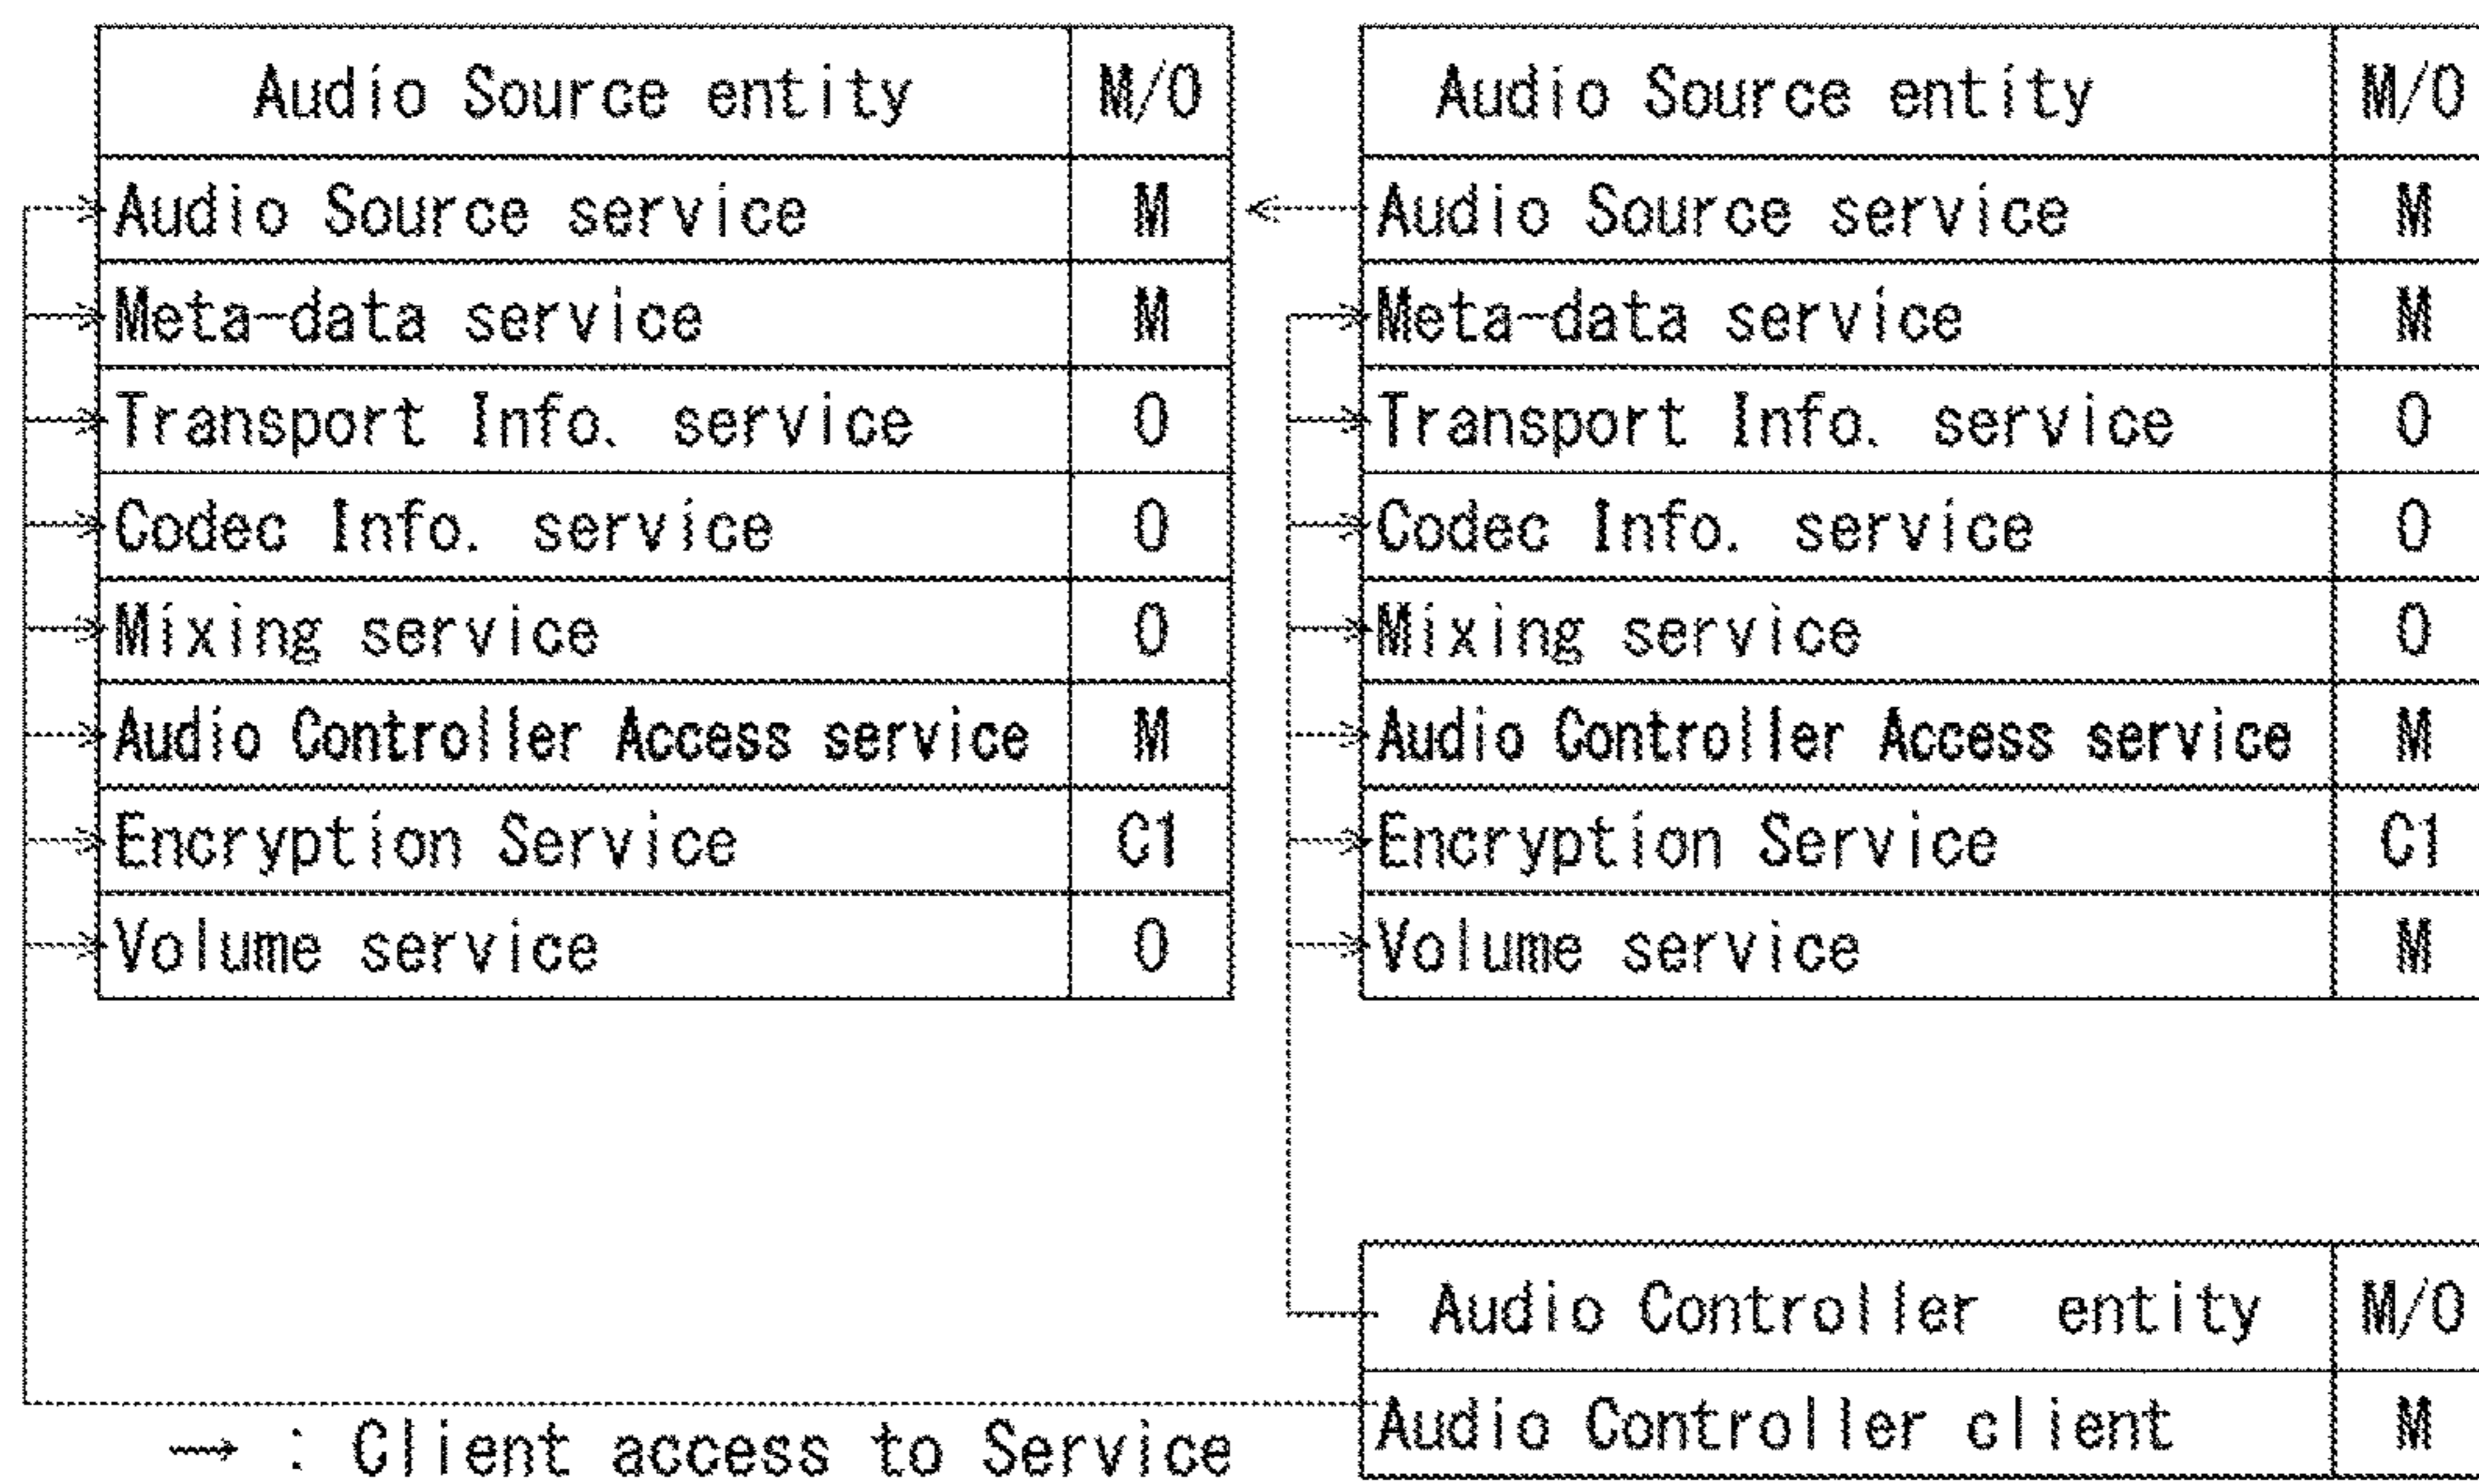 Audio Source entity M/O
Audio Source service M
Meta-data service M
Transport Info. service O
Codec Info. service O
Mixing service O
Audio Controller Access service M
Encryption Service C1
Volume service O
Audio Source entity M/O
Audio Source service M
Meta-data service M
Transport Info. service O
Codec Info. service O
Mixing service O
Audio Controller Access service M
Encryption Service C1
Volume service M
Audio Controller entity M/O
Audio Controller client M
→ : Client access to Service